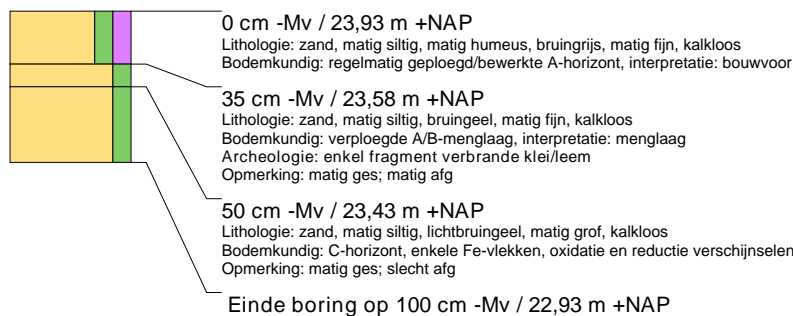 0 cm -Mv / 23,93 m +NAP
Lithologie: zand, matig siltig, matig humeus, bruingrijs, matig fijn, kalkloos
Bodemkundig: regelmatig geploegd/bewerkte A-horizont, interpretatie: bouwvoor
35 cm -Mv / 23,58 m +NAP
Lithologie: zand, matig siltig, bruingeel, matig fijn, kalkloos
Bodemkundig: verploegde A/B-menglaag, interpretatie: menglaag
Archeologie: enkel fragment verbrande klei/leem
Opmerking: matig ges; matig afg
50 cm -Mv / 23,43 m +NAP
Lithologie: zand, matig siltig, lichtbruingeel, matig grof, kalkloos
Bodemkundig: C-horizont, enkele Fe-vlekken, oxidatie en reductie verschijnselen
Opmerking: matig ges; slecht afg
Einde boring op 100 cm -Mv / 22,93 m +NAP